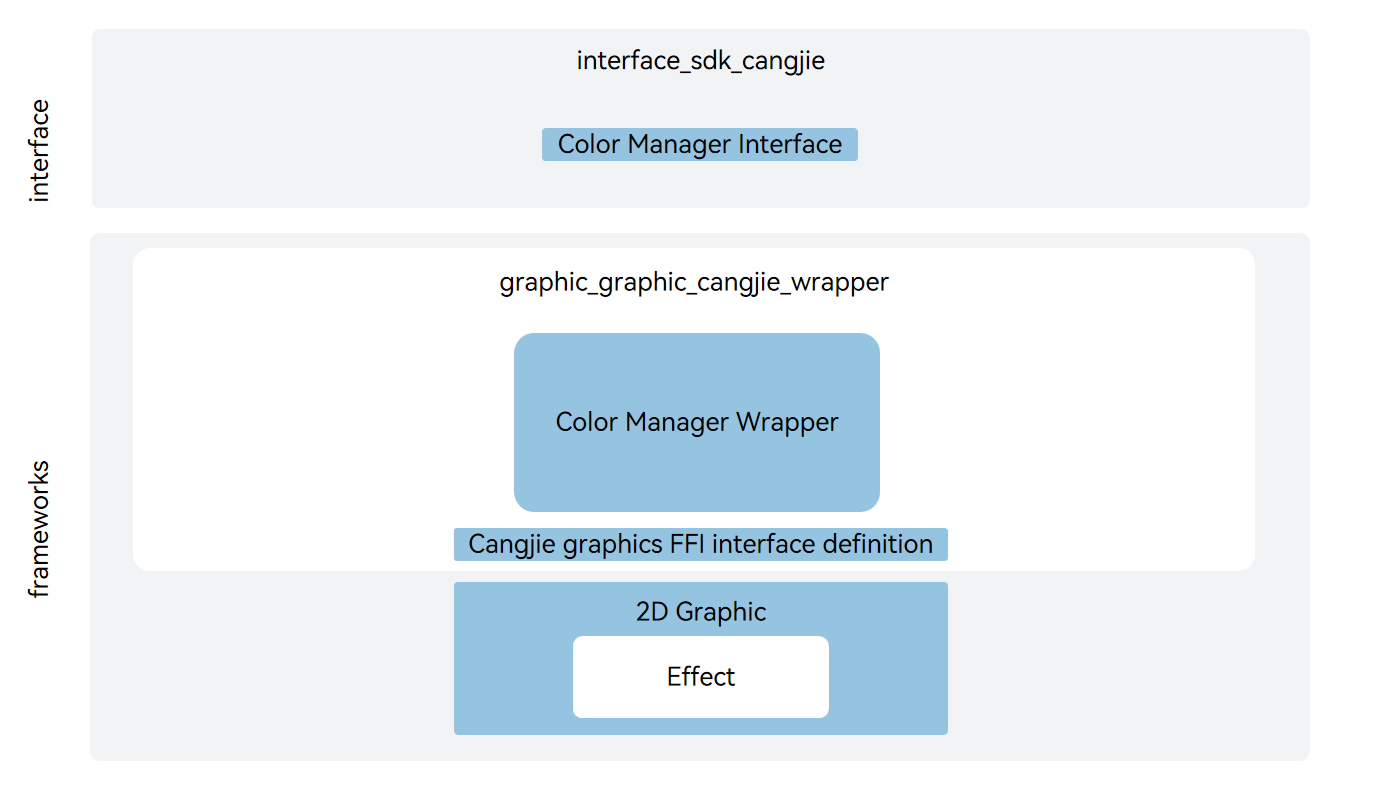 interface
interface_sdk_cangjie
Color Manager Interface
frameworks
graphic_graphic_cangjie_wrapper
Color Manager Wrapper
Cangjie graphics FFI interface definition
2D Graphic
Effect